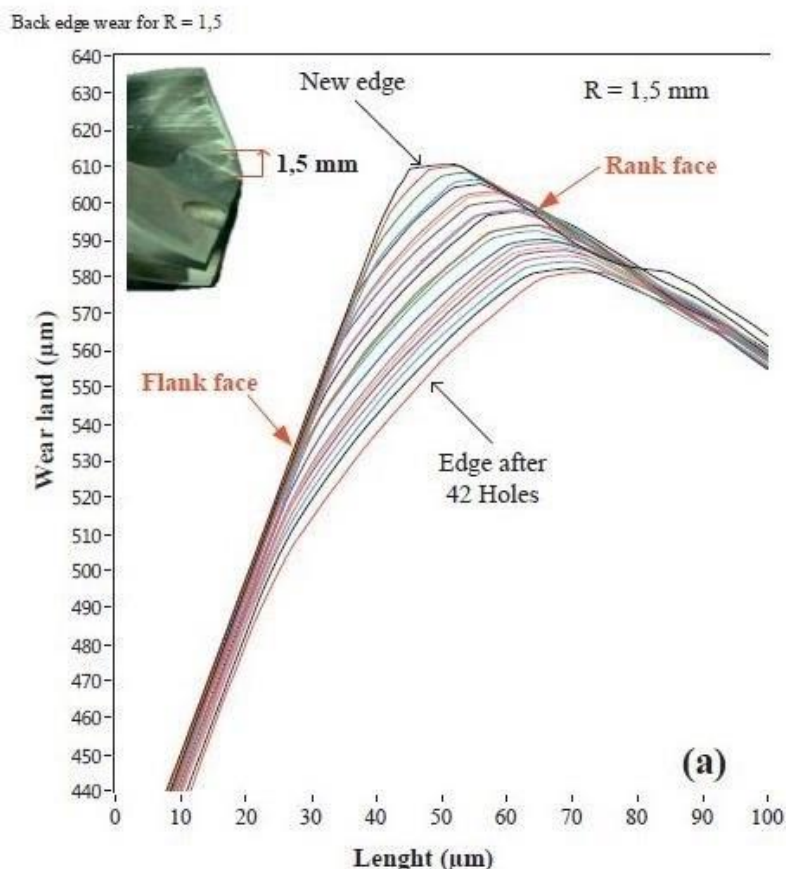 Back edge wear for R = 1,5
640
630
620
610
600
590
580
570
560
550
540
530
520
510
500
490
480
470
460
450
440
Wear land (μm)
New edge
R = 1,5 mm
1,5 mm
Rank face
Flank face
Edge after
42 Holes
(a)
0 10 20 30 40 50 60 70 80 90 100
Lenght (μm)